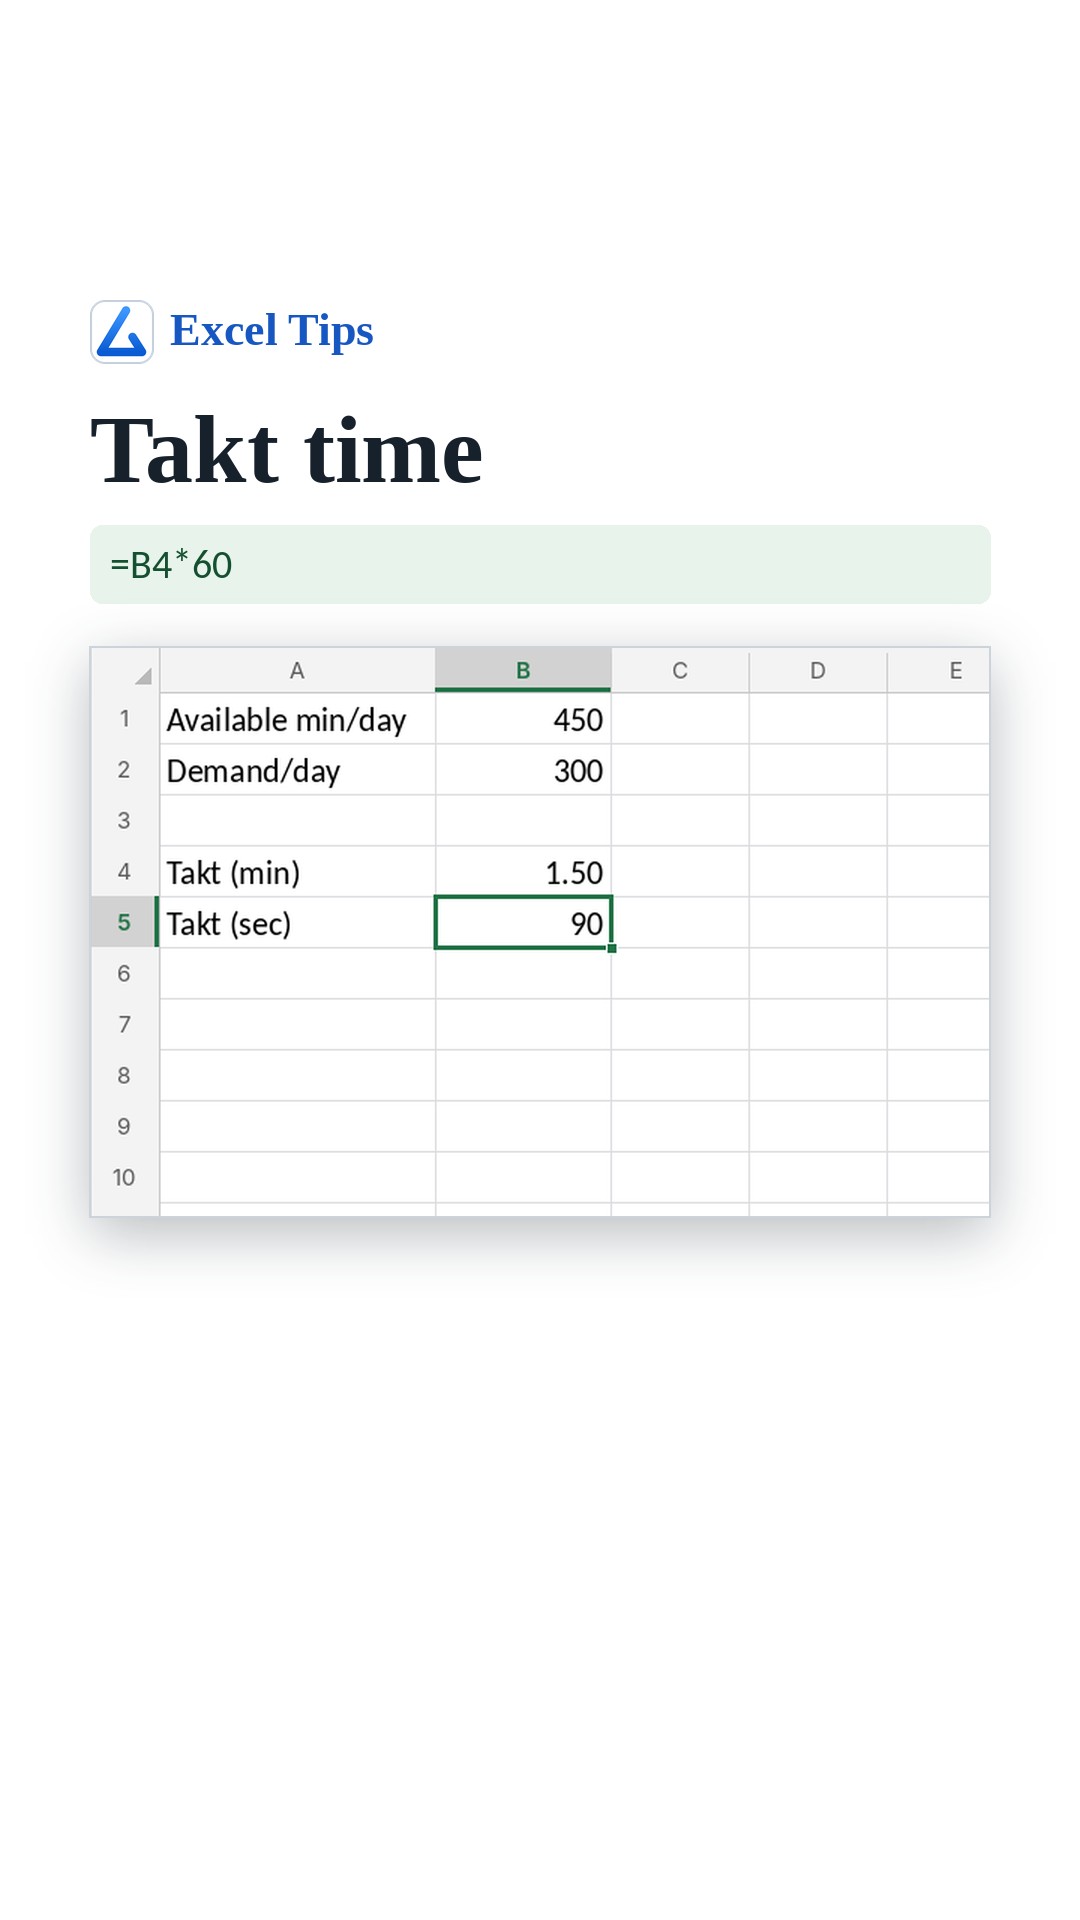 Excel Tips
Takt time
=B4*60
A B C D E
1 Available min/day 450
2 Demand/day 300
3
4 Takt (min) 1.50
5 Takt (sec) 90
6
7
8
9
10